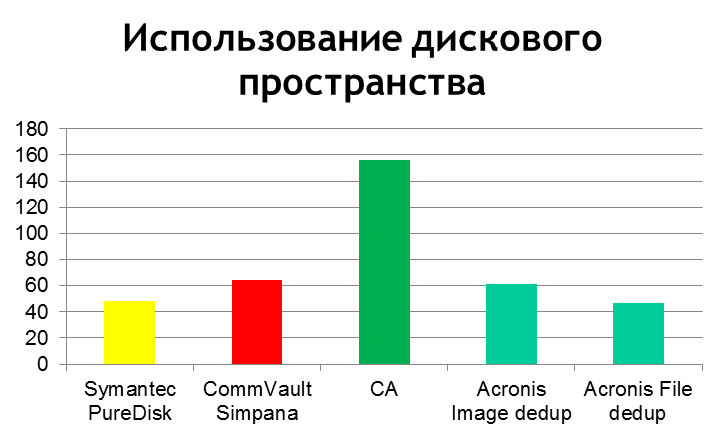 Использование дискового
пространства
180
160
140
120
100
80
60
40
20
0
Symantec
PureDisk
CommVault
Simpana
CA
Acronis
Image dedup
Acronis File
dedup